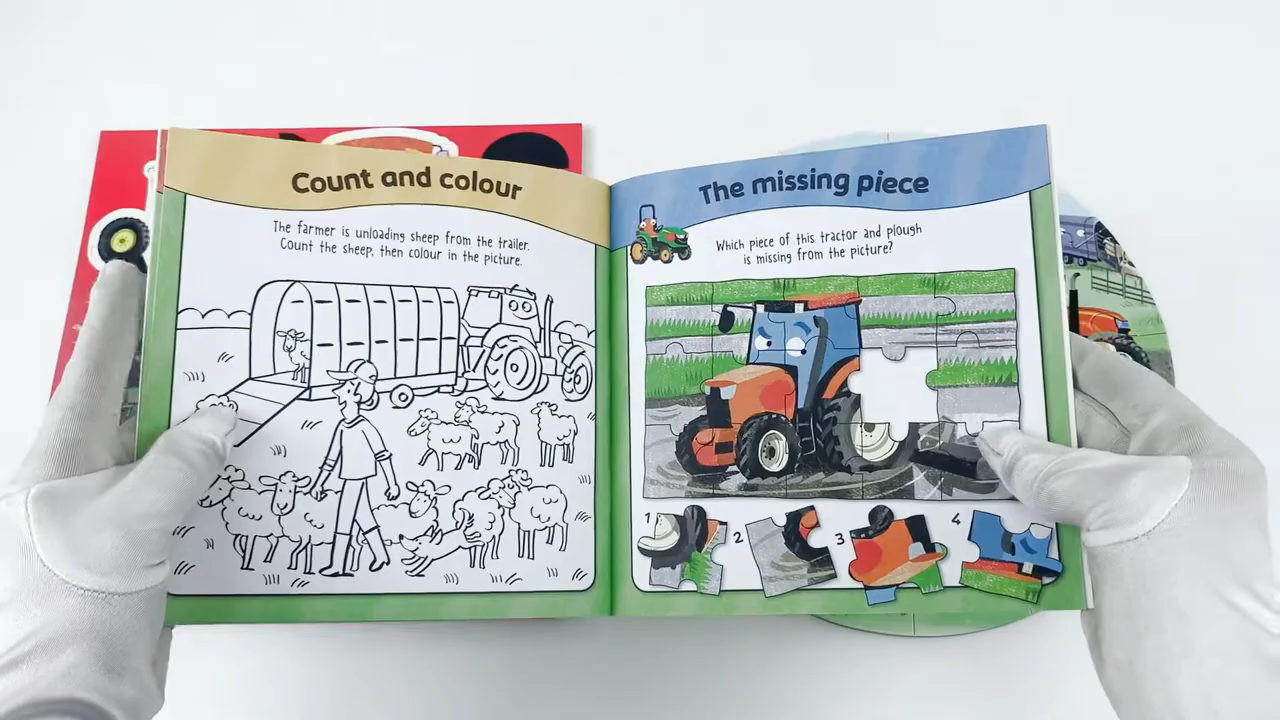 Count and colour
The farmer is unloading sheep from the trailer.
Count the sheep, then colour in the picture.
The missing piece
Which piece of this tractor and plough
is missing from the picture?
1
2
3
4